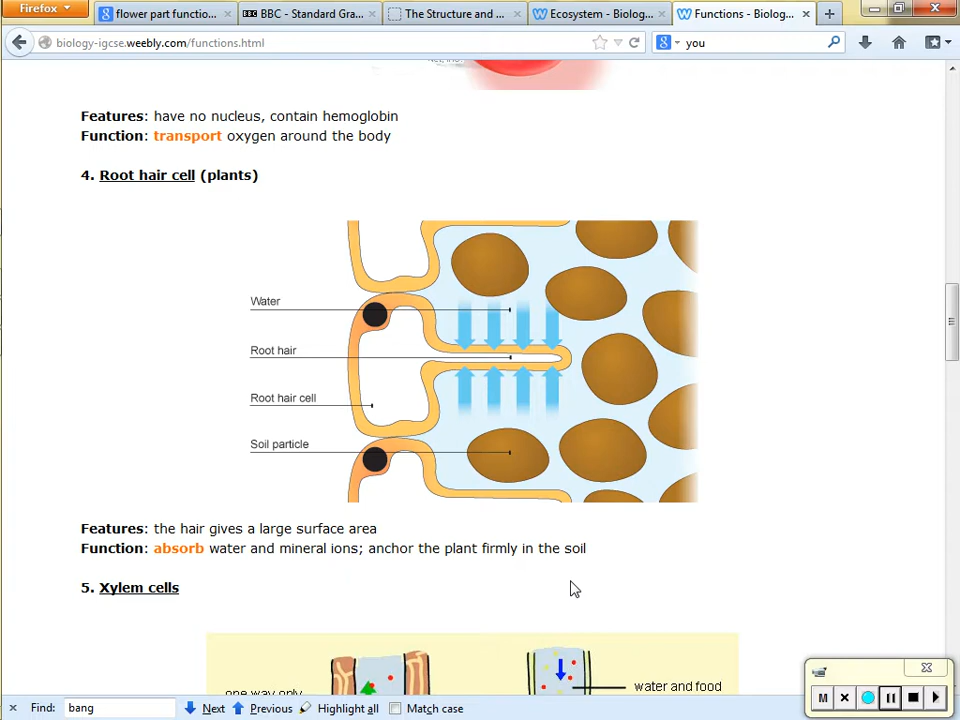 Firefox
flower part functio...
BBC - Standard Gra...
The Structure and ...
Ecosystem - Biolog...
Functions - Biolog...
biology-igcse.weebly.com/functions.html
you
Features: have no nucleus, contain hemoglobin
Function: transport oxygen around the body
4. Root hair cell (plants)
Water
Root hair
Root hair cell
Soil particle
Features: the hair gives a large surface area
Function: absorb water and mineral ions; anchor the plant firmly in the soil
5. Xylem cells
one way only
water and food
M
Find: bang Next Previous Highlight all Match case